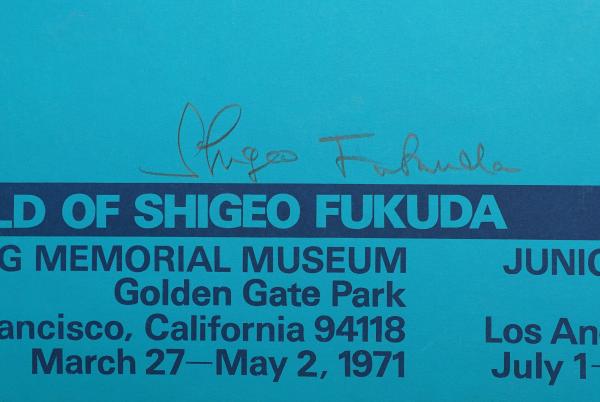 Shigeo Fukuda
LD OF SHIGEO FUKUDA
G MEMORIAL MUSEUM
Golden Gate Park
ancisco, California 94118
March 27—May 2, 1971
JUNIO
Los An
July 1-